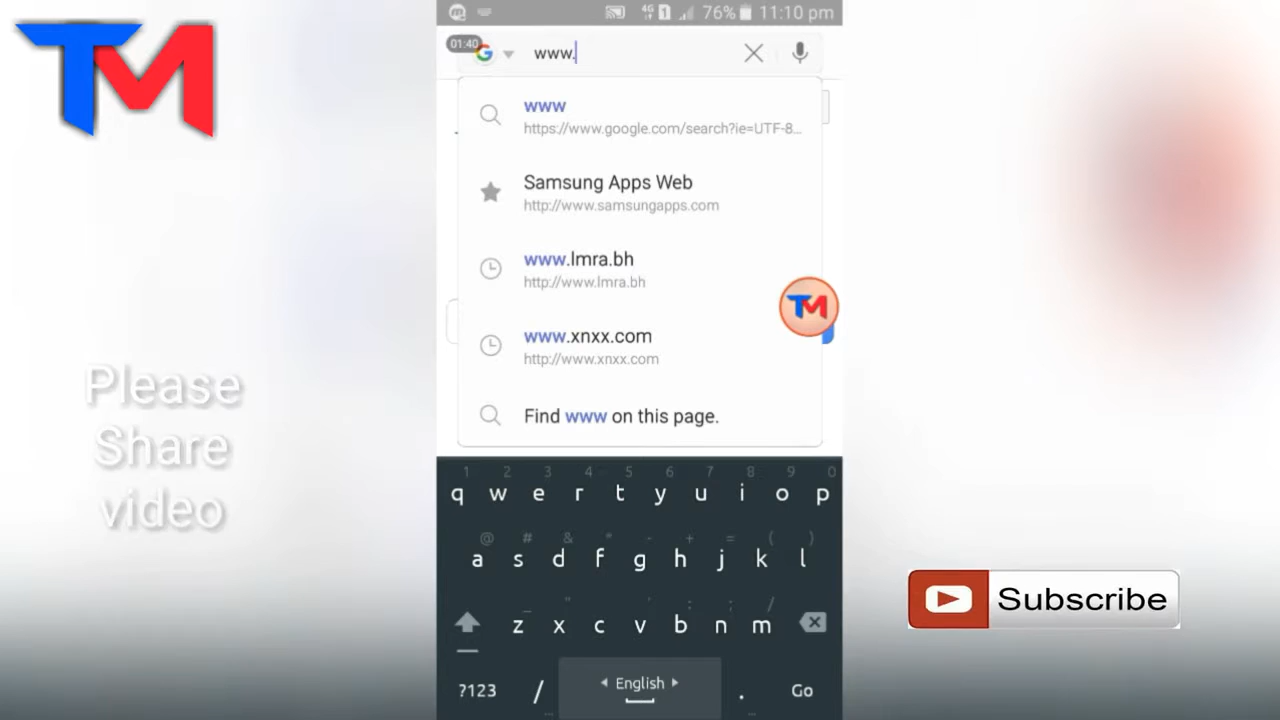 TM
76% 11:10 pm
4G 1
01:40
G www.
www
https://www.google.com/search?ie=UTF-8...
Samsung Apps Web
http://www.samsungapps.com
www.lmra.bh
http://www.lmra.bh
TM
www.xnxx.com
http://www.xnxx.com
Find www on this page.
Please
Share
video
Subscribe
1 2 3 4 5 6 7 8 9 0
q w e r t y u i o p
@ # & * - + = ( )
a s d f g h j k l
_ " ' : ; /
z x c v b n m
?123 / English . Go